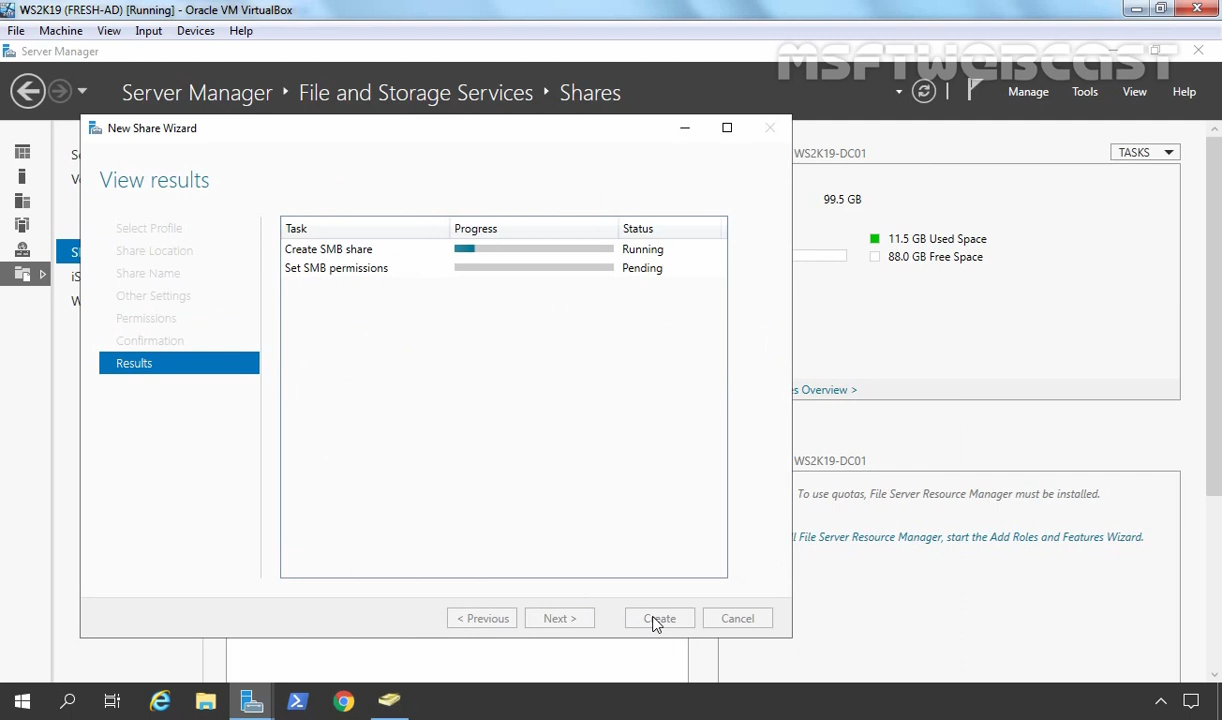 WS2K19 (FRESH-AD) [Running] - Oracle VM VirtualBox
File Machine View Input Devices Help
Server Manager
MSFTWEBCAST
Server Manager ‣ File and Storage Services ‣ Shares
Manage Tools View Help
New Share Wizard
WS2K19-DC01
TASKS
View results
99.5 GB
Select Profile
Share Location
Share Name
Other Settings
Permissions
Confirmation
Results
Task Progress Status
Create SMB share Running
Set SMB permissions Pending
11.5 GB Used Space
88.0 GB Free Space
es Overview >
WS2K19-DC01
To use quotas, File Server Resource Manager must be installed.
l File Server Resource Manager, start the Add Roles and Features Wizard.
< Previous Next > Create Cancel